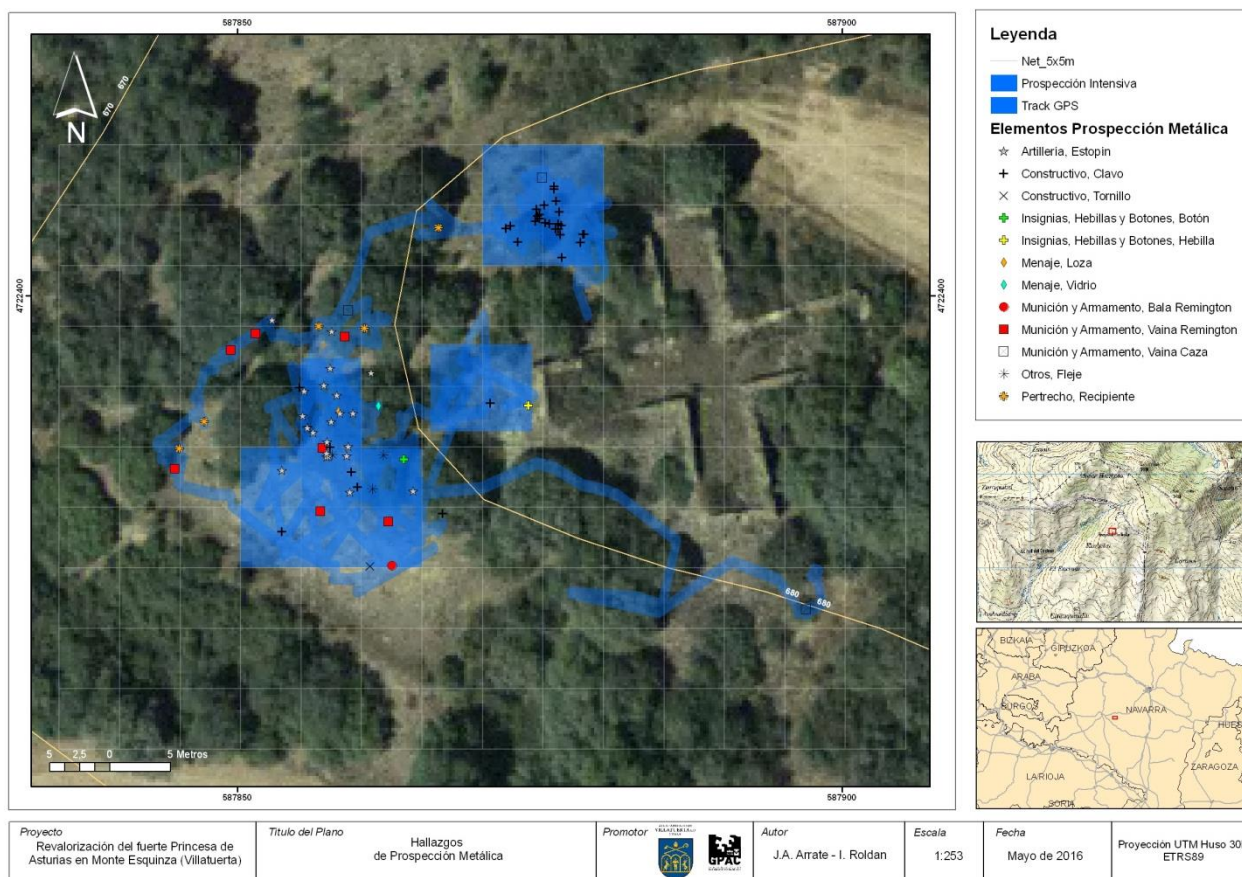 587850
587900
4722400
4722400
670
670
680
680
N
5 2,5 0 5 Metros
587850
587900
Leyenda
Net_5x5m
Prospección Intensiva
Track GPS
Elementos Prospección Metálica
Artilleria, Estopin
Constructivo, Clavo
Constructivo, Tornillo
Insignias, Hebillas y Botones, Botón
Insignias, Hebillas y Botones, Hebilla
Menaje, Loza
Menaje, Vidrio
Munición y Armamento, Bala Remington
Munición y Armamento, Vaina Remington
Munición y Armamento, Vaina Caza
Otros, Fleje
Pertrecho, Recipiente
BIZKAIA
GIPUZKOA
ARABA
BURGOS
NAVARRA
HUES
LA RIOJA
ZARAGOZA
SORIA
Proyecto
Revalorización del fuerte Princesa de
Asturias en Monte Esquinza (Villatuerta)
Titulo del Plano
Hallazgos
de Prospección Metálica
Promotor
GPAC
Autor
J.A. Arrate - I. Roldan
Escala
1:253
Fecha
Mayo de 2016
Proyección UTM Huso 30
ETRS89